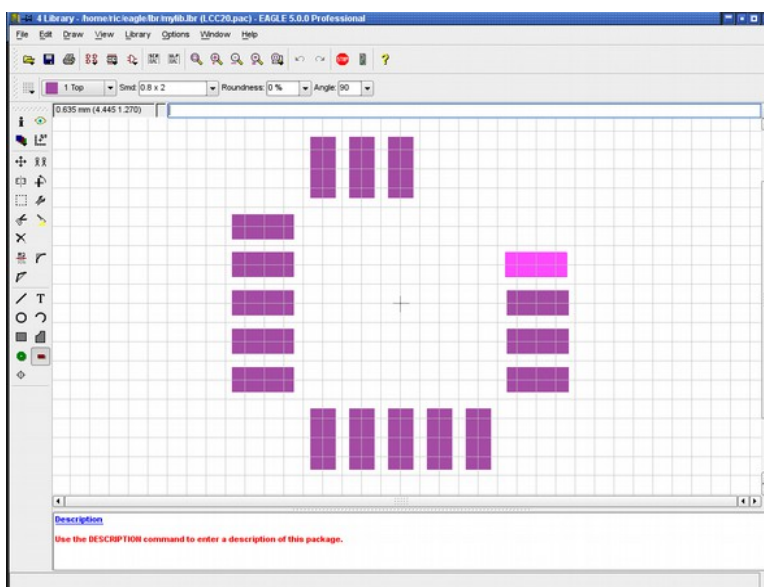 4 Library - /home/ric/eagle/lbr/mylib.lbr (LCC20.pac) - EAGLE 5.0.0 Professional
File Edit Draw View Library Options Window Help
1 Top Smd: 0.8 x 2 Roundness: 0 % Angle: 90
0.635 mm (4.445 1.270)
Description
Use the DESCRIPTION command to enter a description of this package.